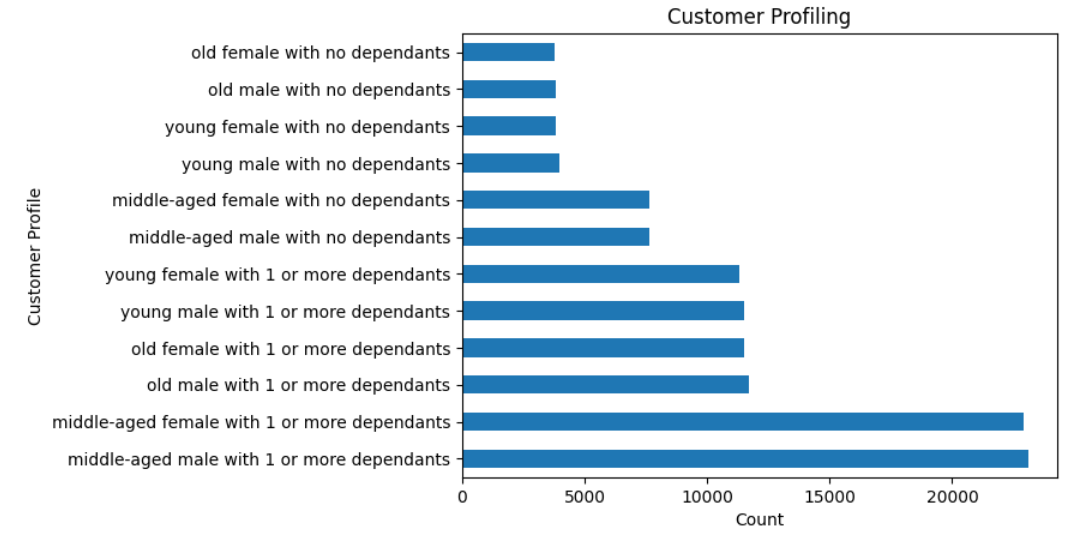 Customer Profiling
Customer Profile
old female with no dependants
old male with no dependants
young female with no dependants
young male with no dependants
middle-aged female with no dependants
middle-aged male with no dependants
young female with 1 or more dependants
young male with 1 or more dependants
old female with 1 or more dependants
old male with 1 or more dependants
middle-aged female with 1 or more dependants
middle-aged male with 1 or more dependants
0 5000 10000 15000 20000
Count